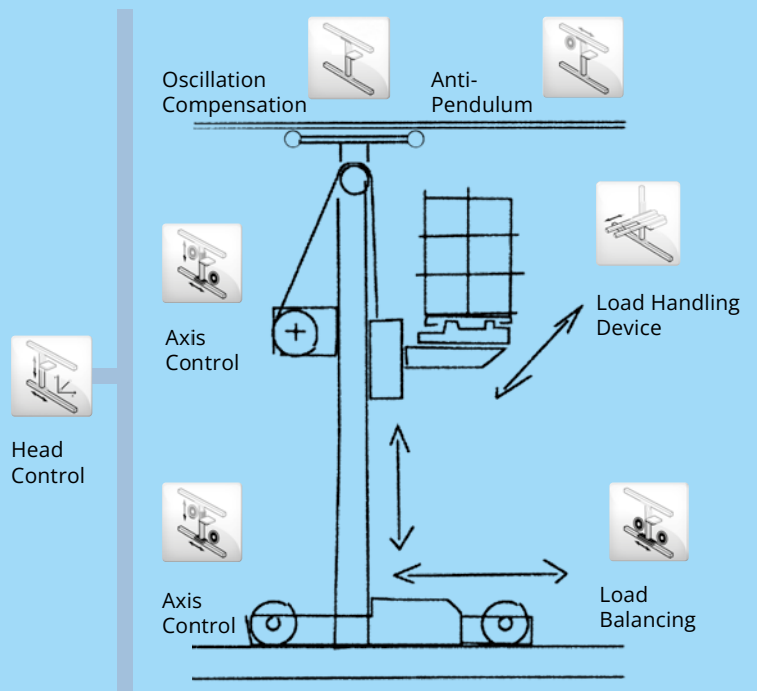 Oscillation
Compensation
Anti-
Pendulum
Axis
Control
Load Handling
Device
Head
Control
Axis
Control
Load
Balancing